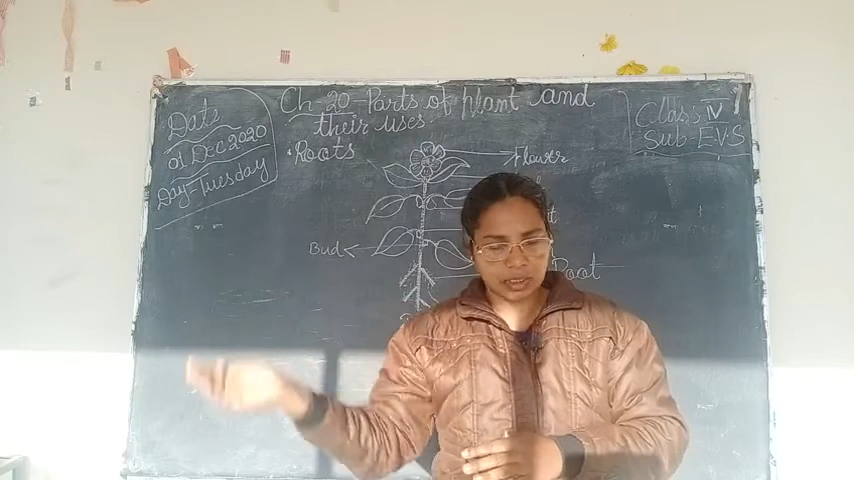 Date
01 Dec 2020
Day-Tuesday
Ch-20-Parts of plant and
their uses
Class IV
Sub-E.V.S
•Roots
Flower
Bud
Root